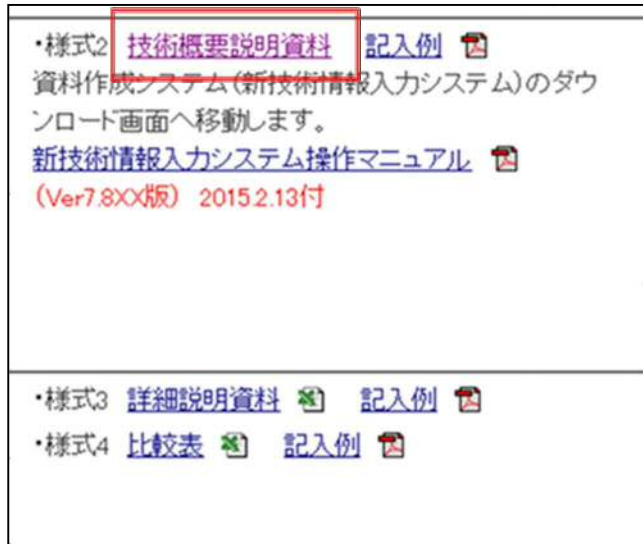 ・様式2 技術概要説明資料 記入例
資料作成システム(新技術情報入力システム)のダウ
ンロード画面へ移動します。
新技術情報入力システム操作マニュアル
(Ver7.8XX版) 2015.2.13付
・様式3 詳細説明資料 記入例
・様式4 比較表 記入例